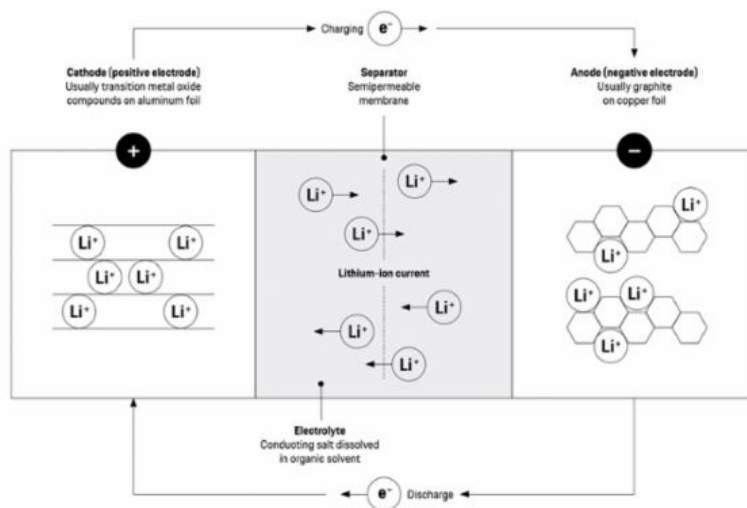 Charging e⁻
Cathode (positive electrode)
Usually transition metal oxide
compounds on aluminum foil
Separator
Semipermeable
membrane
Anode (negative electrode)
Usually graphite
on copper foil
+
−
Li⁺
Li⁺
Li⁺
Li⁺
Li⁺
Li⁺
Li⁺
Li⁺
Li⁺
Lithium-ion current
Li⁺
Li⁺
Li⁺
Li⁺
Li⁺
Li⁺
Li⁺
Li⁺
Electrolyte
Conducting salt dissolved
in organic solvent
e⁻ Discharge